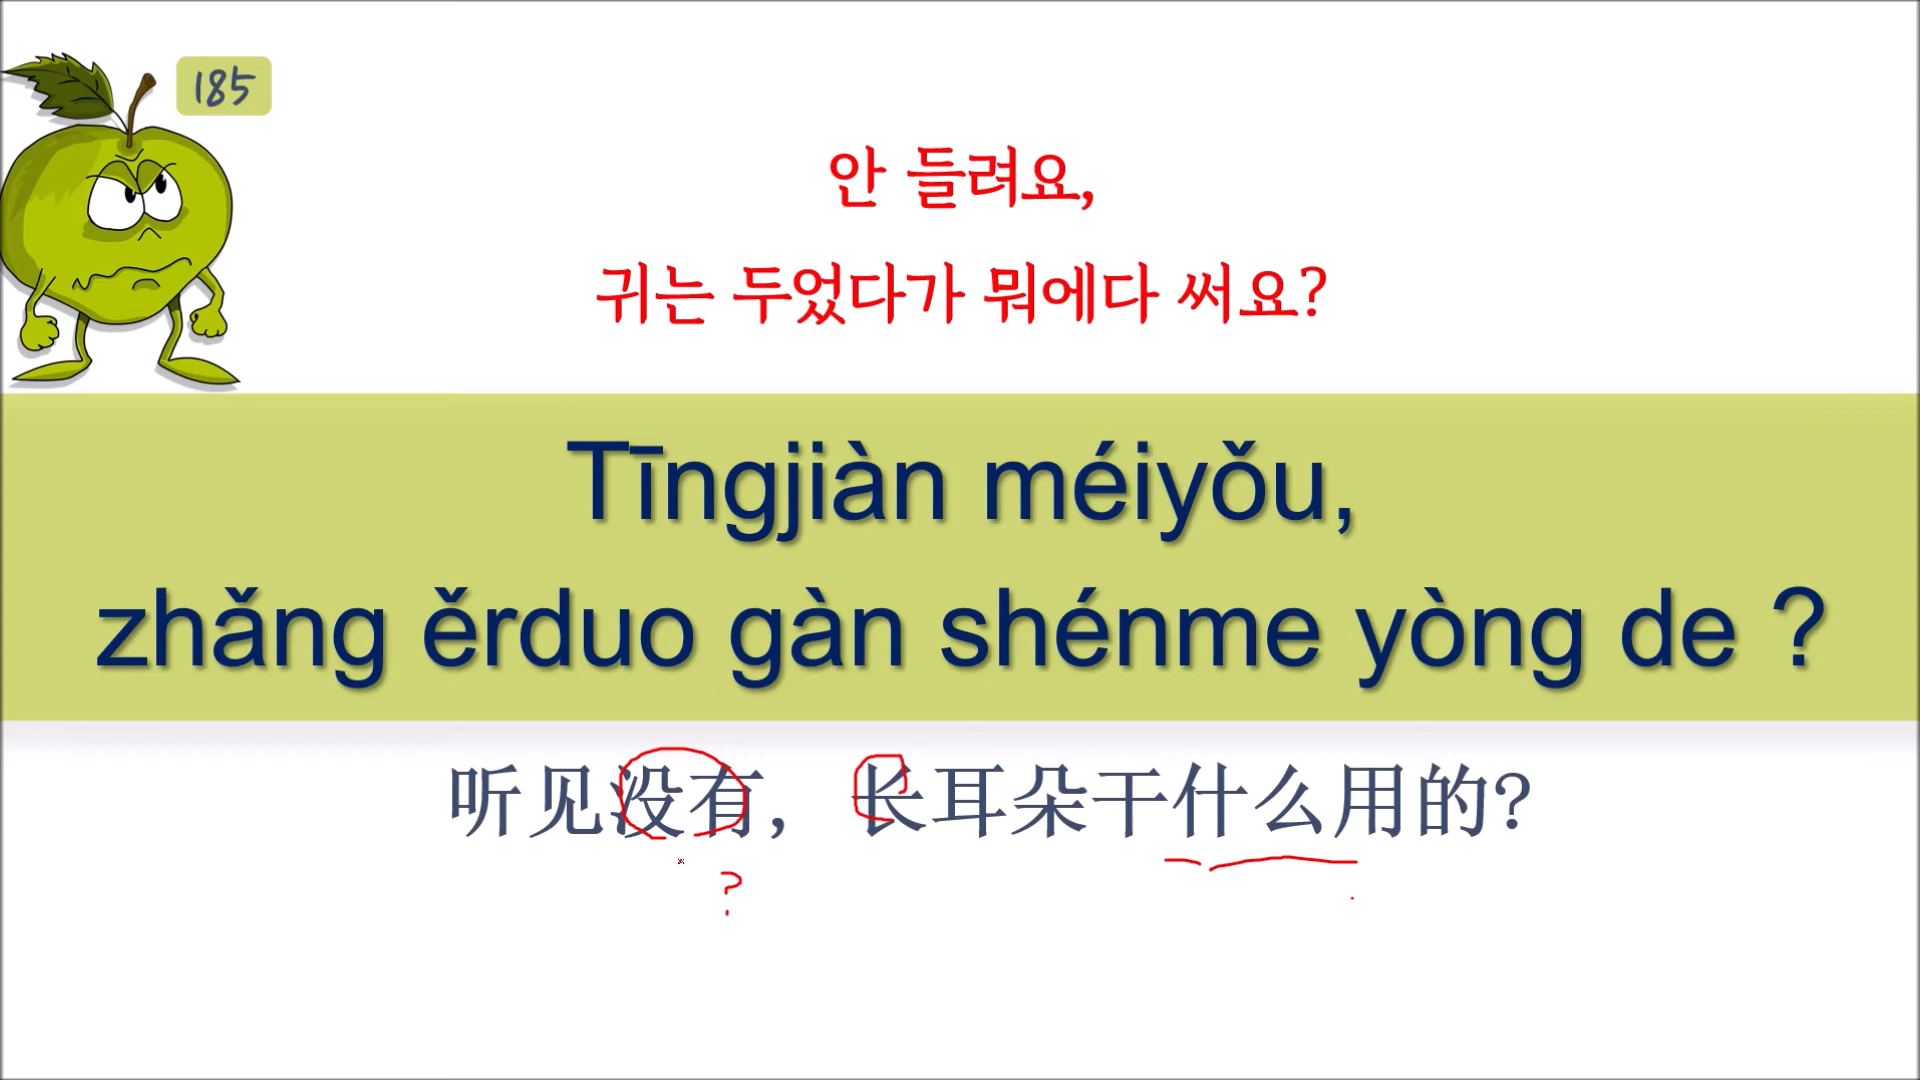 185
안 들려요,
귀는 두었다가 뭐에다 써요?
Tīngjiàn méiyǒu,
zhǎng ěrduo gàn shénme yòng de ?
听见没有，长耳朵干什么用的?
?